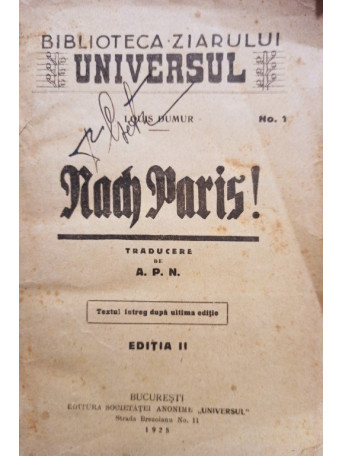 BIBLIOTECA ZIARULUI
UNIVERSUL
LOUIS DUMUR No. 1
Nach Paris!
TRADUCERE
DE
A. P. N.
Textul întreg după ultima ediție
EDIȚIA II
BUCUREȘTI
EDITURA SOCIETĂȚEI ANONIME „UNIVERSUL"
Strada Brezoianu No. 11